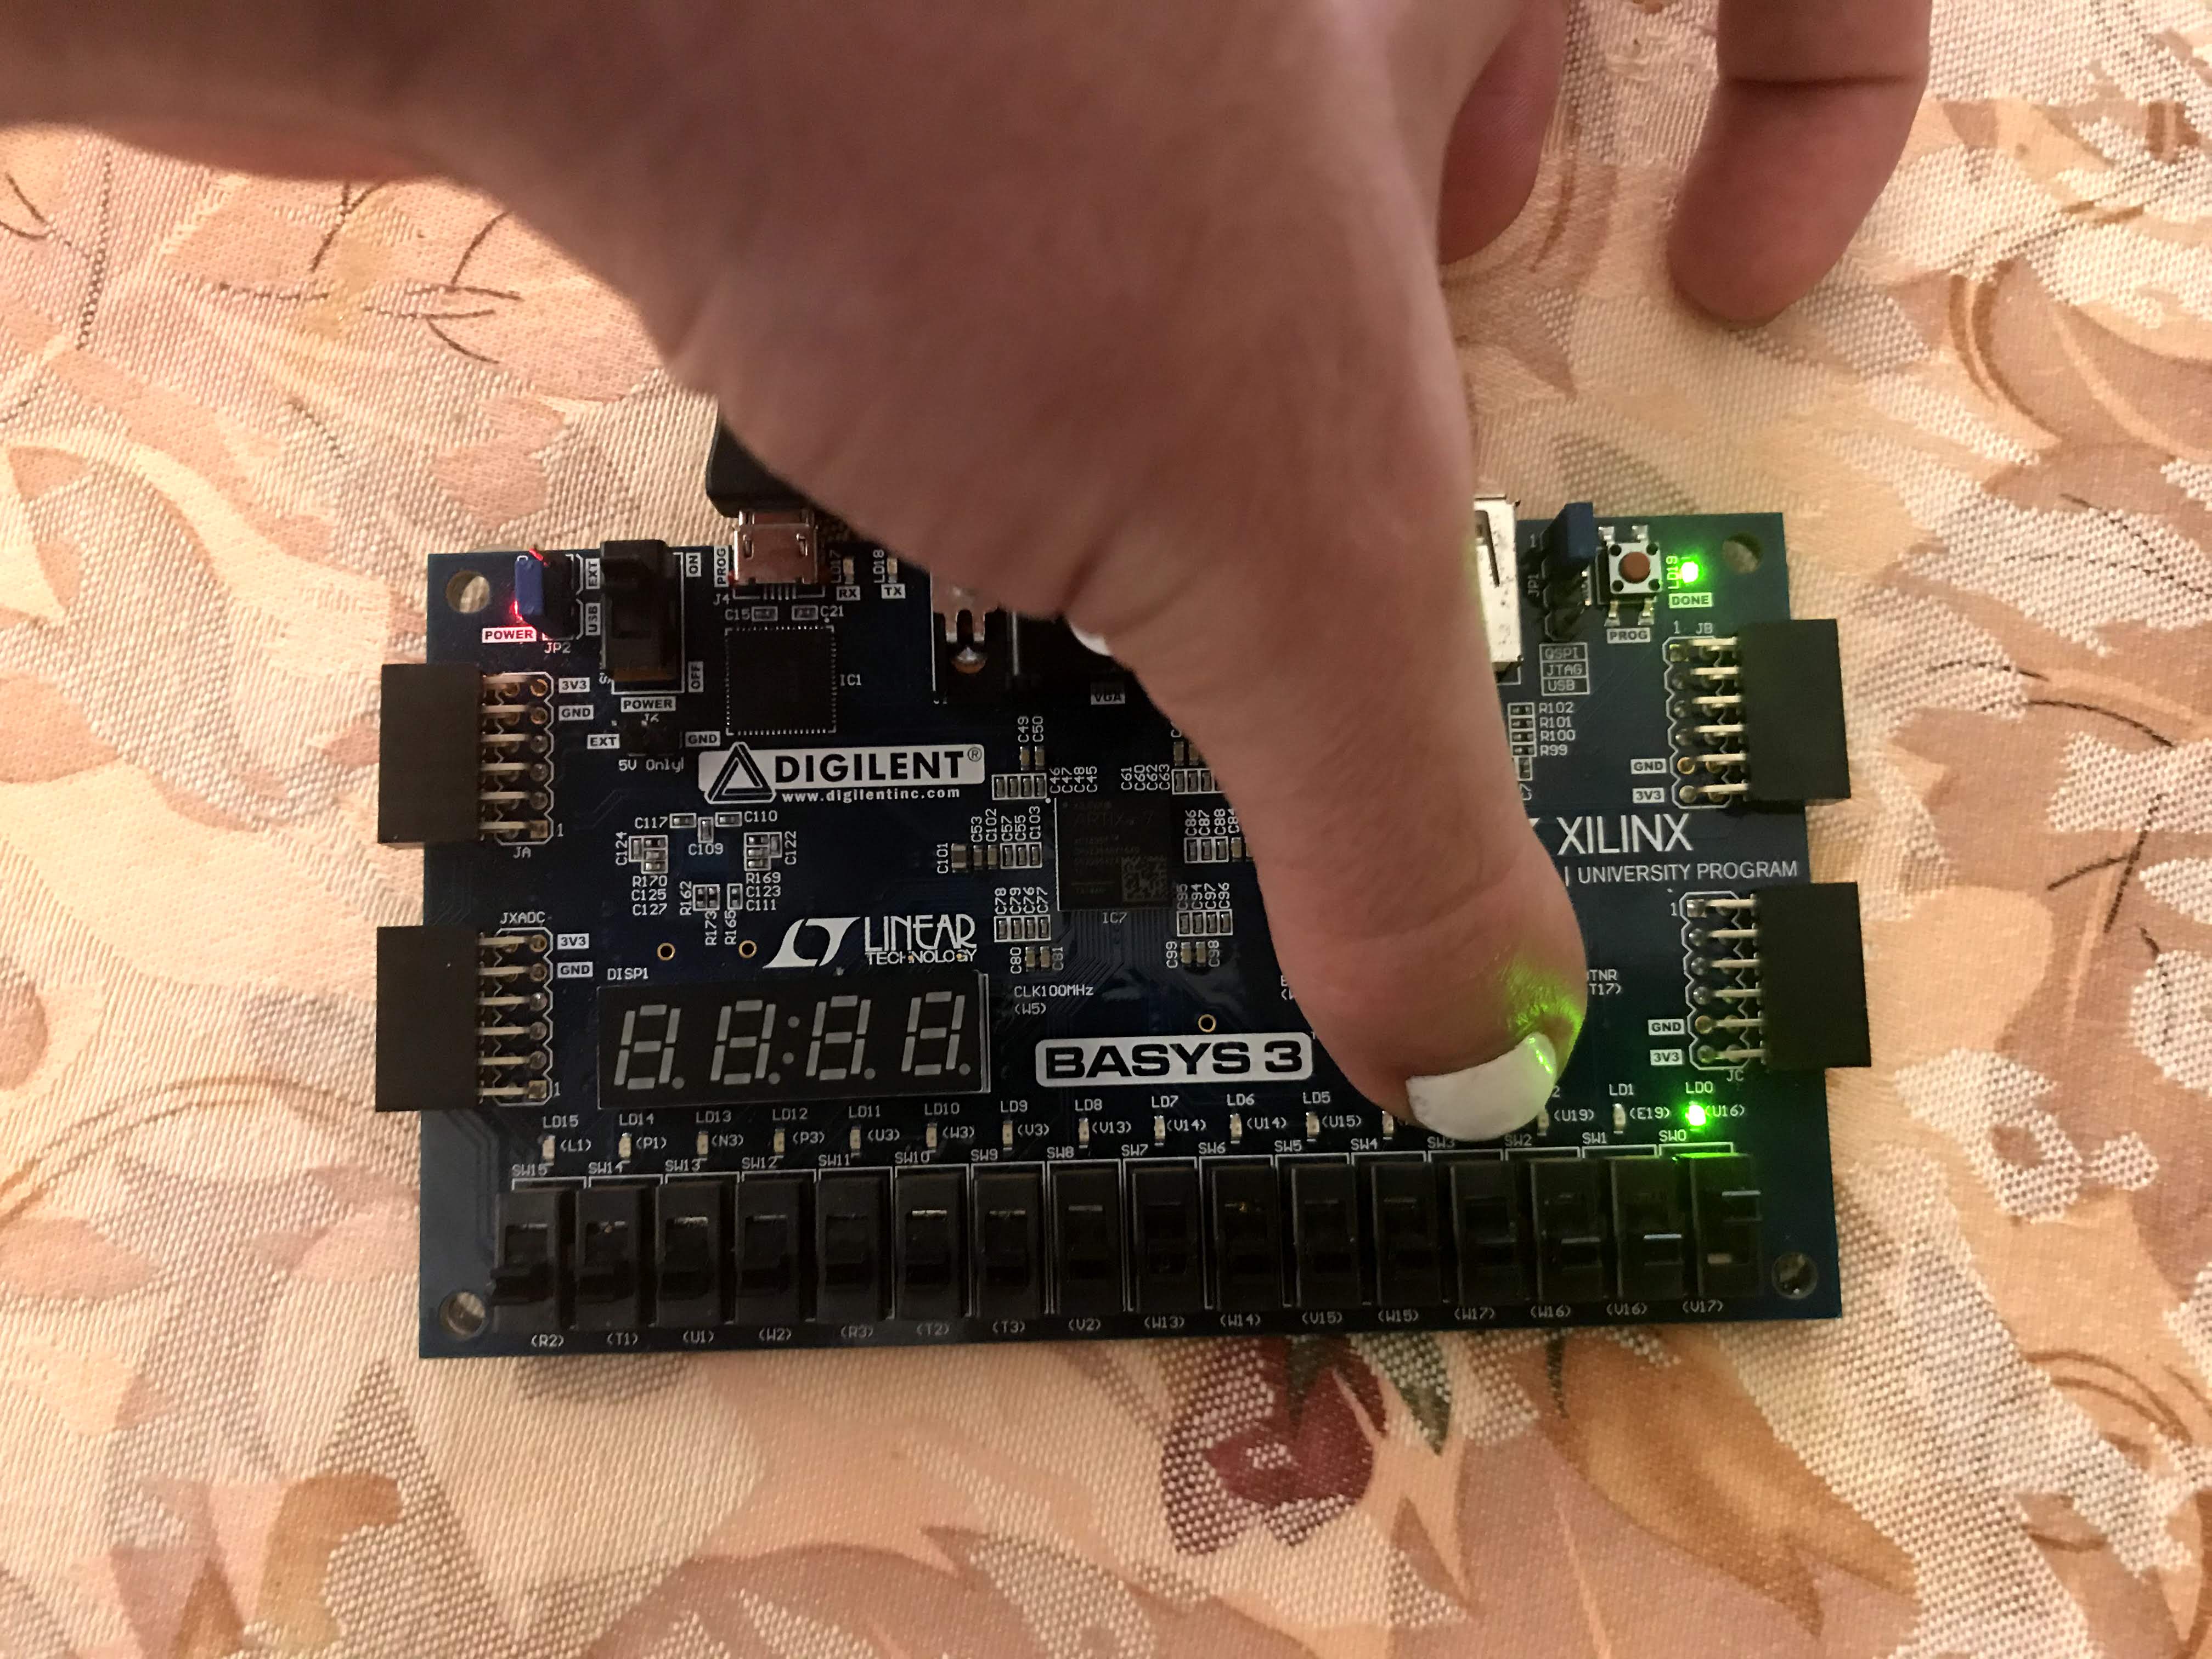 ON
EXT
USB
PROG
J4
LD17
RX
LD18
TX
C15
C21
POWER
JP2
OFF
IC1
POWER
EXT
GND
5V Only
3V3
GND
1
JA
VGA
JP1
1
PROG
LD19
DONE
QSPI
JTAG
USB
1 JB
GND
3V3
R102
R101
R100
R99
DIGILENT®
www.digilentinc.com
C49
C50
C46
C47
C48
C45
C61
C60
C62
C63
C117
C110
C124
C109
C122
R170
C125
C127
R169
C123
C111
R162
R173
R165
C101
C53
C102
C57
C55
C103
ARTIX-7
C86
C87
C88
C84
XILINX
| UNIVERSITY PROGRAM
C78
C79
C76
C77
IC7
C95
C94
C97
C96
C80
C81
C99
C98
JXADC
3V3
GND
1
LINEAR
TECHNOLOGY
DISP1
CLK100MHz
(W5)
BASYS 3
1
GND
3V3
JC
LD15
(L1)
LD14
(P1)
LD13
(N3)
LD12
(P3)
LD11
(U3)
LD10
(W3)
LD9
(V3)
LD8
(V13)
LD7
(V14)
LD6
(U14)
LD5
(U15)
(U19)
LD1
(E19)
LD0
(U16)
SW15 SW14 SW13 SW12 SW11 SW10 SW9 SW8 SW7 SW6 SW5 SW4 SW3 SW2 SW1 SW0
(R2) (T1) (U1) (W2) (R3) (T2) (T3) (V2) (W13) (W14) (V15) (W15) (W17) (W16) (V16) (V17)